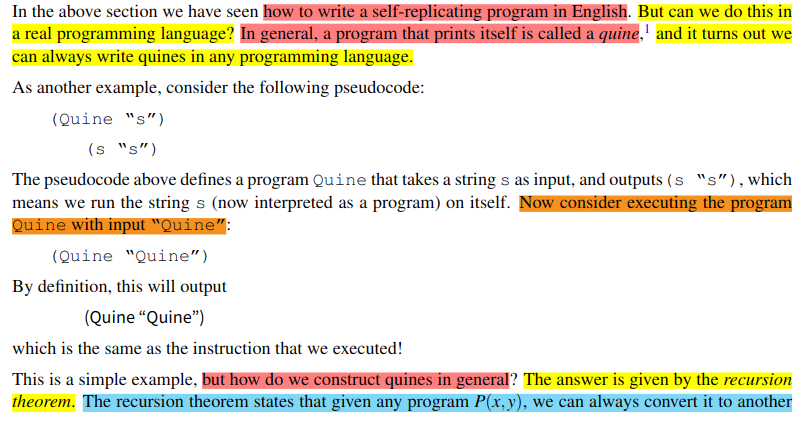 In the above section we have seen how to write a self-replicating program in English. But can we do this in
a real programming language? In general, a program that prints itself is called a quine,¹ and it turns out we
can always write quines in any programming language.
As another example, consider the following pseudocode:
(Quine “s”)
(s “s”)
The pseudocode above defines a program Quine that takes a string s as input, and outputs (s “s”), which
means we run the string s (now interpreted as a program) on itself. Now consider executing the program
Quine with input “Quine”:
(Quine “Quine”)
By definition, this will output
(Quine “Quine”)
which is the same as the instruction that we executed!
This is a simple example, but how do we construct quines in general? The answer is given by the recursion
theorem. The recursion theorem states that given any program P(x,y), we can always convert it to another